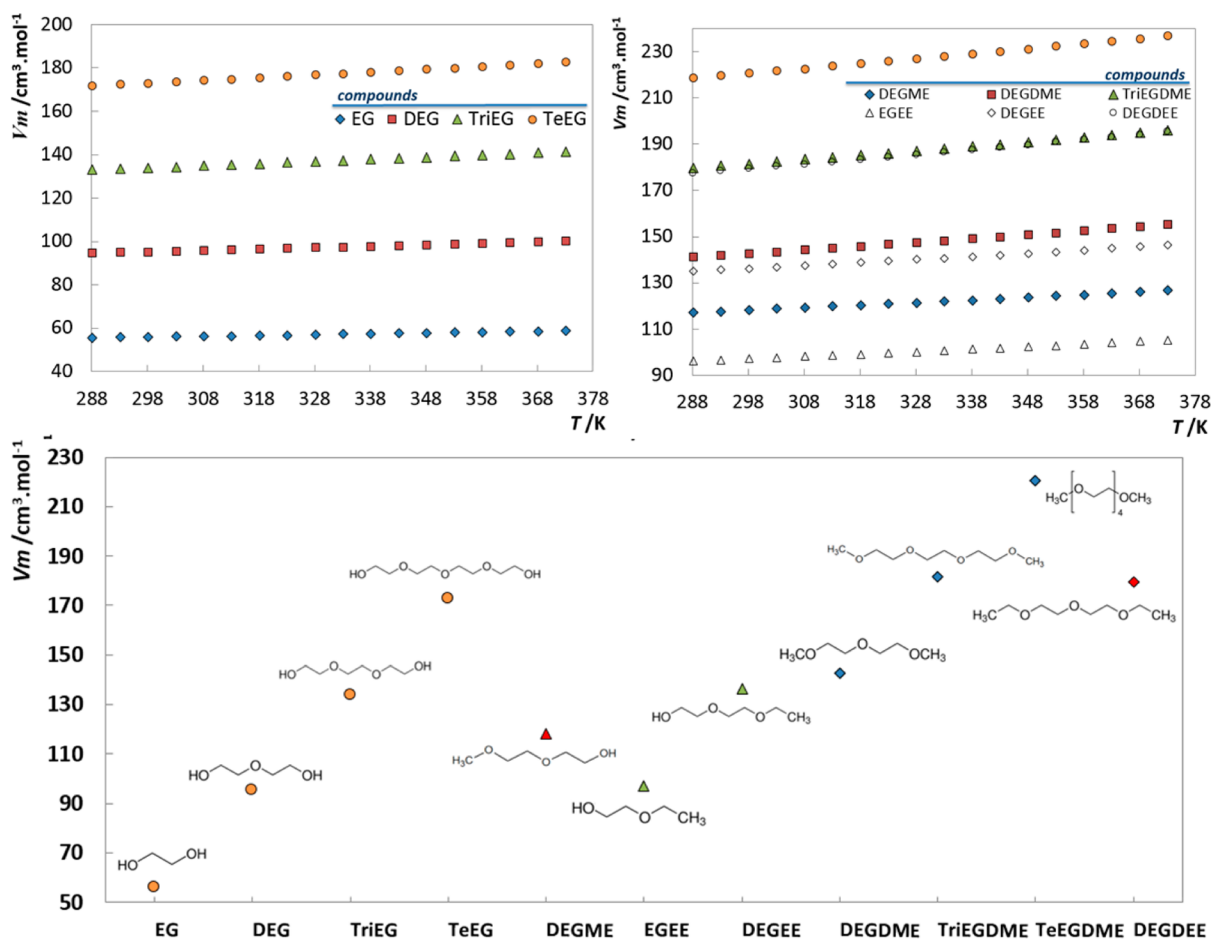 Vm /cm³.mol⁻¹
200
180
160
140
120
100
80
60
40
compounds
EG DEG TriEG TeEG
288 298 308 318 328 338 348 358 368 378
T /K
Vm /cm³.mol⁻¹
230
210
190
170
150
130
110
90
compounds
DEGME DEGDME TriEGDME
EGEE DEGEE DEGDEE
288 298 308 318 328 338 348 358 368 378
T /K
Vm /cm³.mol⁻¹
230
210
190
170
150
130
110
90
70
50
HO OH
HO O OH
HO O O OH
HO O O O OH
H₃C O O OH
HO O CH₃
HO O O CH₃
H₃CO O OCH₃
H₃C O O O O CH₃
H₃C O OCH₃ 4
H₃C O O O CH₃
EG DEG TriEG TeEG DEGME EGEE DEGEE DEGDME TriEGDME TeEGDME DEGDEE